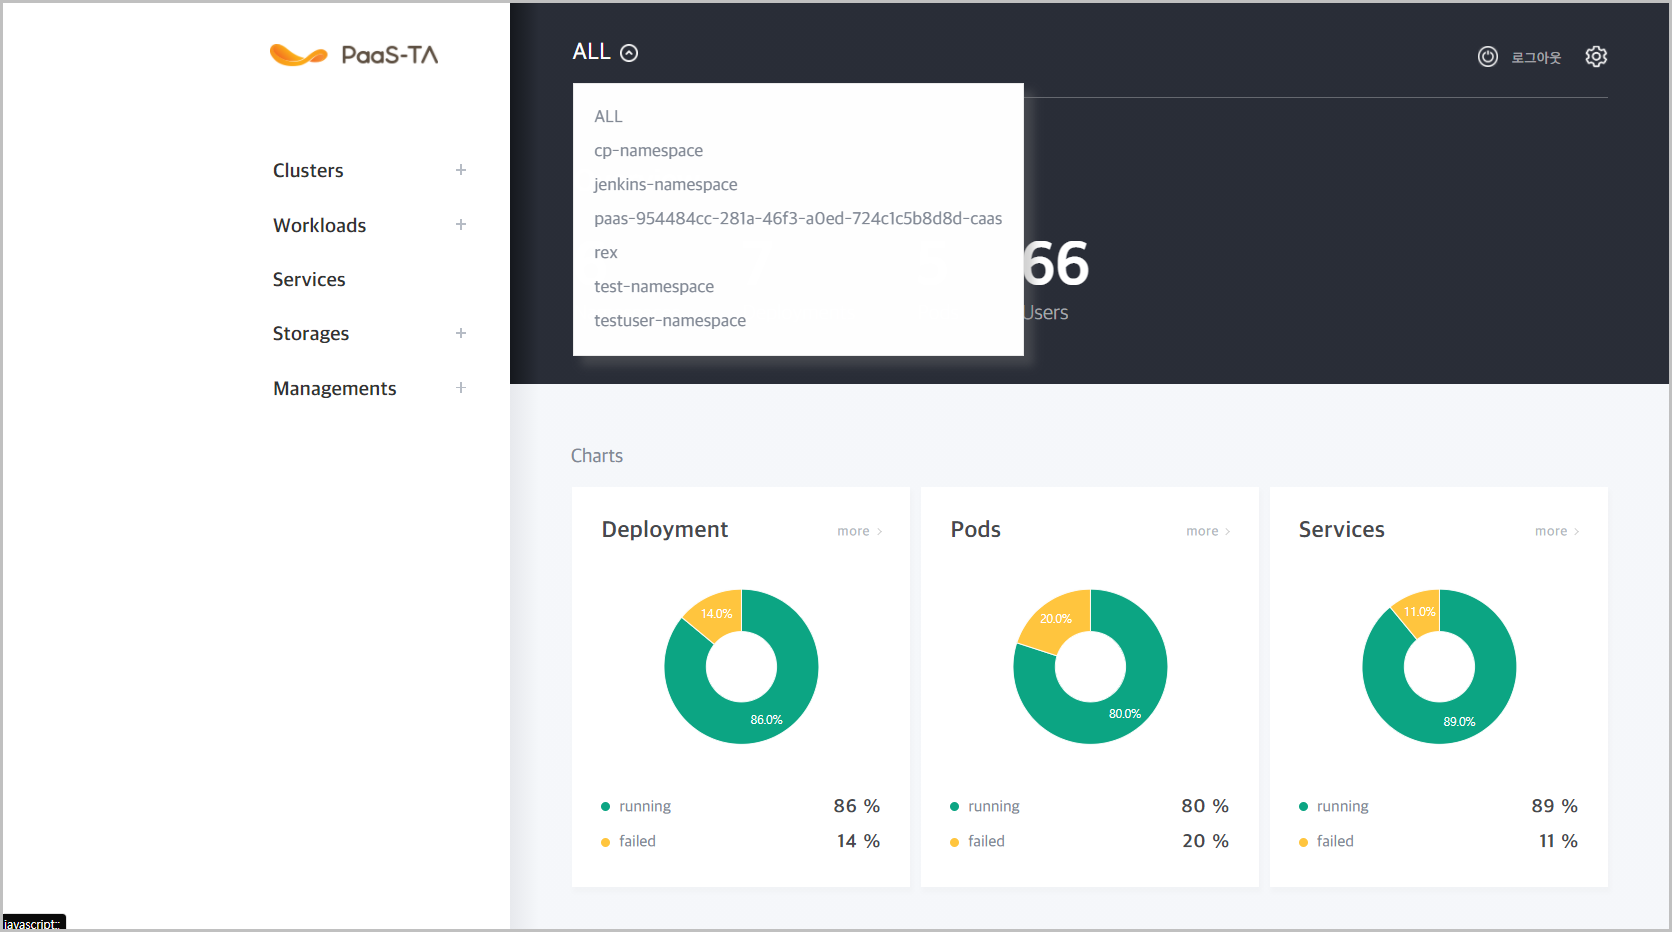 PaaS-TA
Clusters
Workloads
Services
Storages
Managements
ALL
로그아웃
ALL
cp-namespace
jenkins-namespace
paas-954484cc-281a-46f3-a0ed-724c1c5b8d8d-caas
rex
test-namespace
testuser-namespace
66
Users
Charts
Deployment more
14.0%
86.0%
running 86 %
failed 14 %
Pods more
20.0%
80.0%
running 80 %
failed 20 %
Services more
11.0%
89.0%
running 89 %
failed 11 %
javascript:;